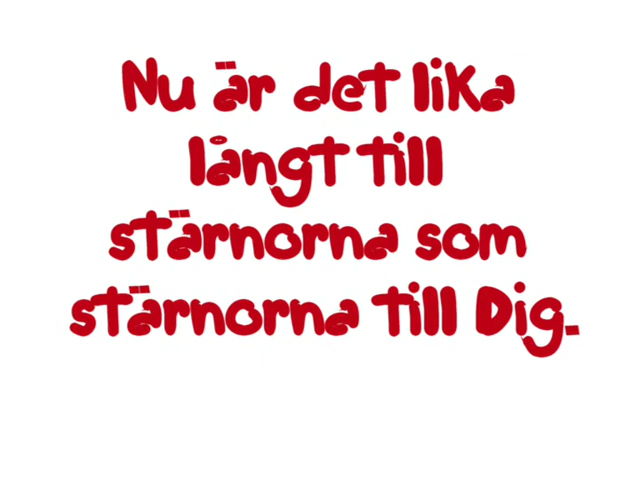 Nu är det lika
långt till
stärnorna som
stärnorna till Dig.